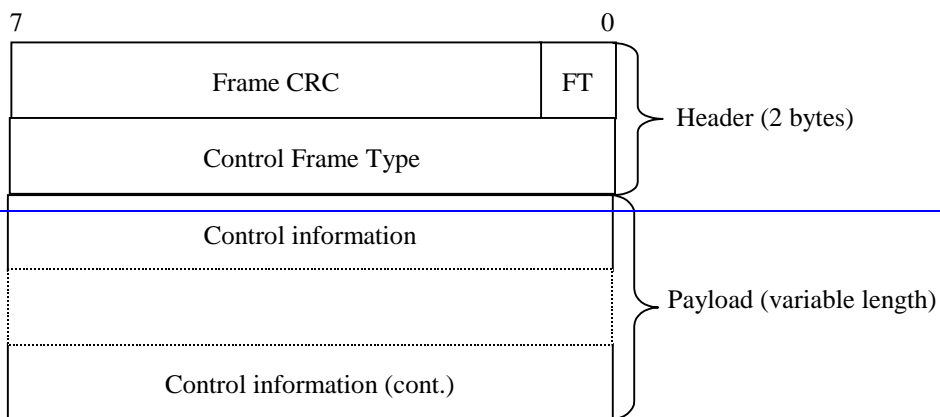 7 0
Frame CRC FT
Header (2 bytes)
Control Frame Type
Control information
Payload (variable length)
Control information (cont.)